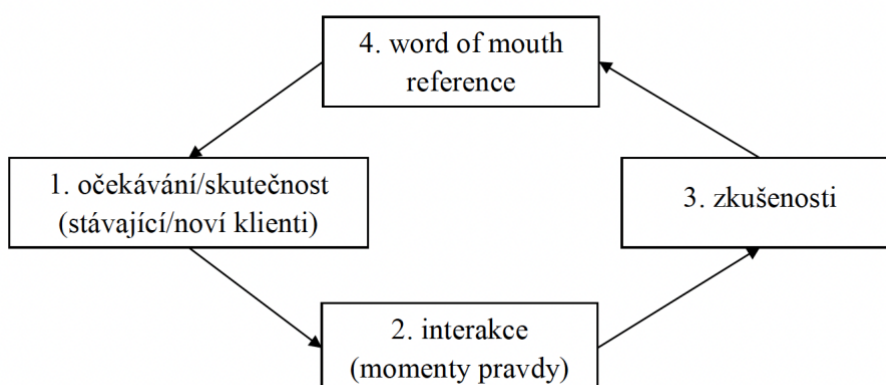 4. word of mouth
reference
1. očekávání/skutečnost
(stávající/noví klienti)
3. zkušenosti
2. interakce
(momenty pravdy)